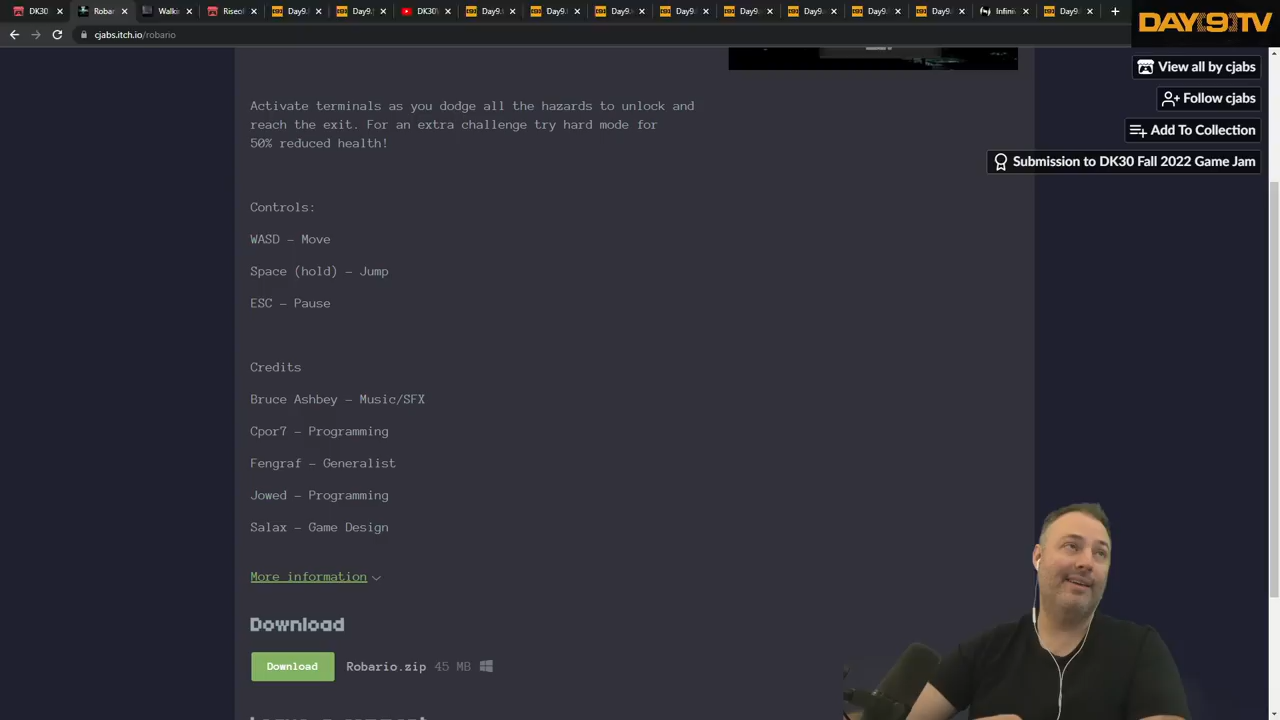 DK30
Robar
Walki
Riseof
Day9.
Day9.
DK30:
Day9.
Day9.
Day9.
Day9.
Day9.
Day9.
Day9.
Day9.
Infini
Day9.
DAY[9]TV
cjabs.itch.io/robario
View all by cjabs
Follow cjabs
Add To Collection
Submission to DK30 Fall 2022 Game Jam
Activate terminals as you dodge all the hazards to unlock and
reach the exit. For an extra challenge try hard mode for
50% reduced health!
Controls:
WASD – Move
Space (hold) – Jump
ESC – Pause
Credits
Bruce Ashbey – Music/SFX
Cpor7 – Programming
Fengraf – Generalist
Jowed – Programming
Salax – Game Design
More information
Download
Download Robario.zip 45 MB